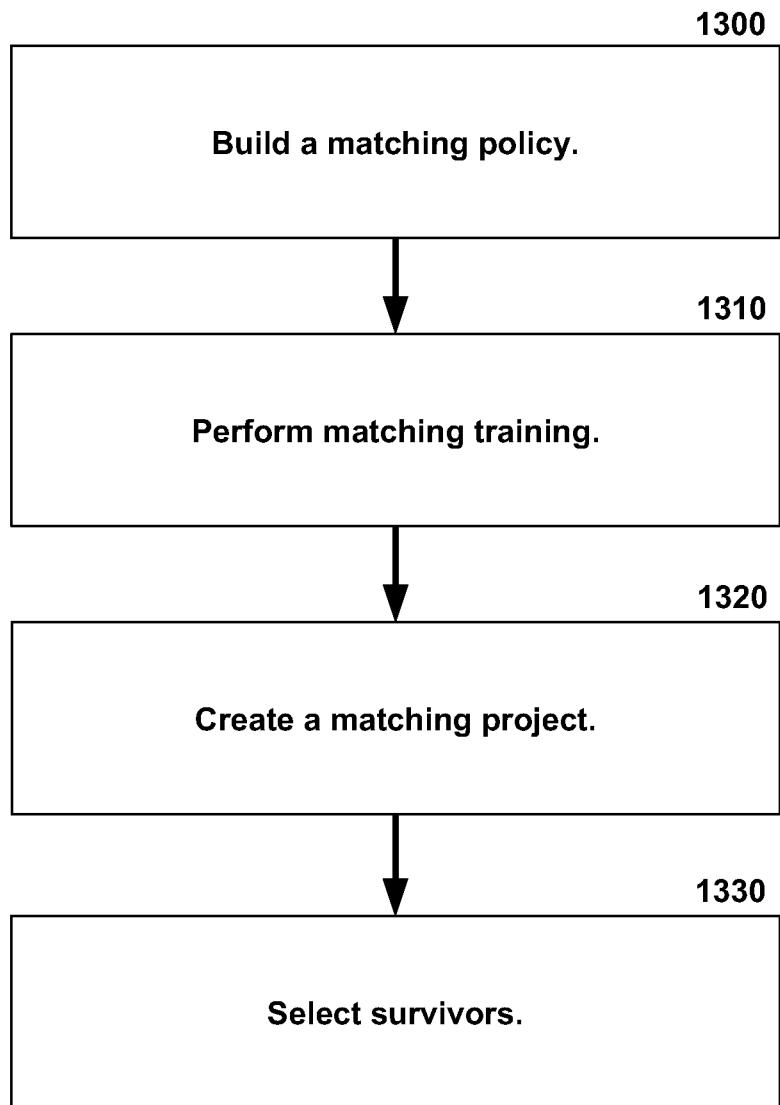 1300
Build a matching policy.
1310
Perform matching training.
1320
Create a matching project.
1330
Select survivors.